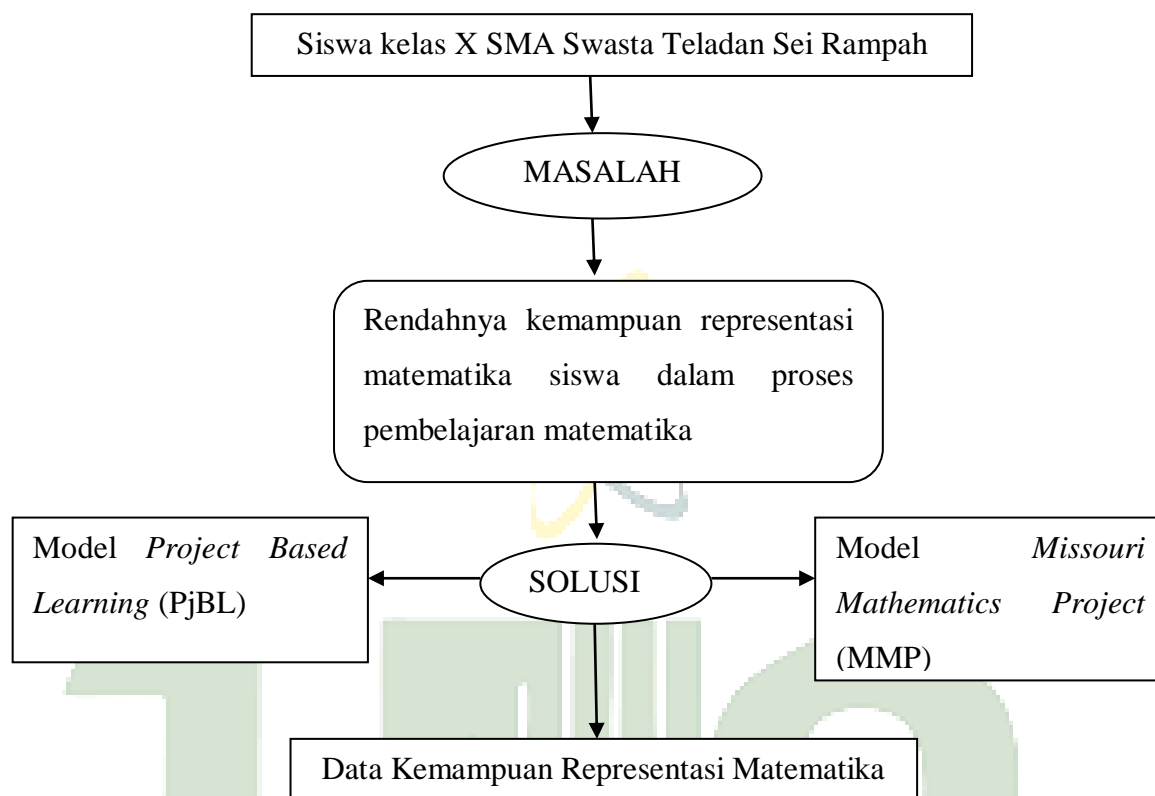 Siswa kelas X SMA Swasta Teladan Sei Rampah
MASALAH
Rendahnya kemampuan representasi
matematika siswa dalam proses
pembelajaran matematika
Model Project Based
Learning (PjBL)
SOLUSI
Model Missouri
Mathematics Project
(MMP)
Data Kemampuan Representasi Matematika